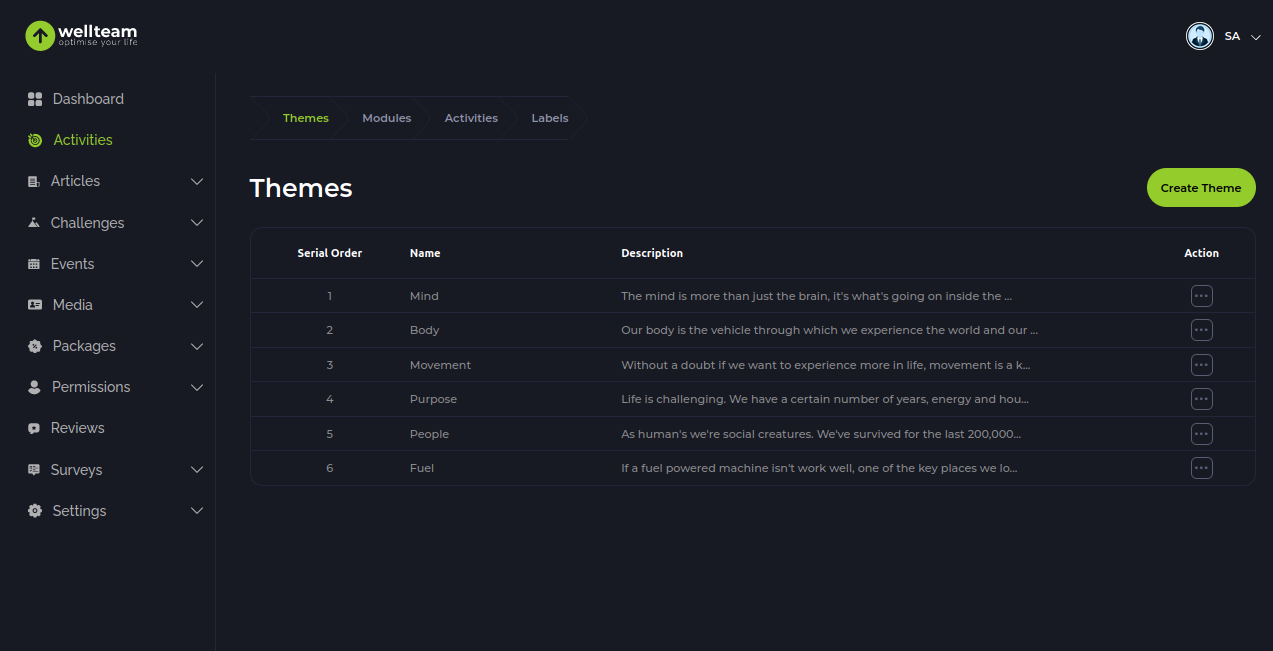 wellteam
optimise your life
SA
Dashboard
Activities
Articles
Challenges
Events
Media
Packages
Permissions
Reviews
Surveys
Settings
Themes Modules Activities Labels
Themes
Create Theme
Serial Order Name Description Action
1 Mind The mind is more than just the brain, it's what's going on inside the ...
2 Body Our body is the vehicle through which we experience the world and our ...
3 Movement Without a doubt if we want to experience more in life, movement is a k...
4 Purpose Life is challenging. We have a certain number of years, energy and hou...
5 People As human's we're social creatures. We've survived for the last 200,000...
6 Fuel If a fuel powered machine isn't work well, one of the key places we lo...